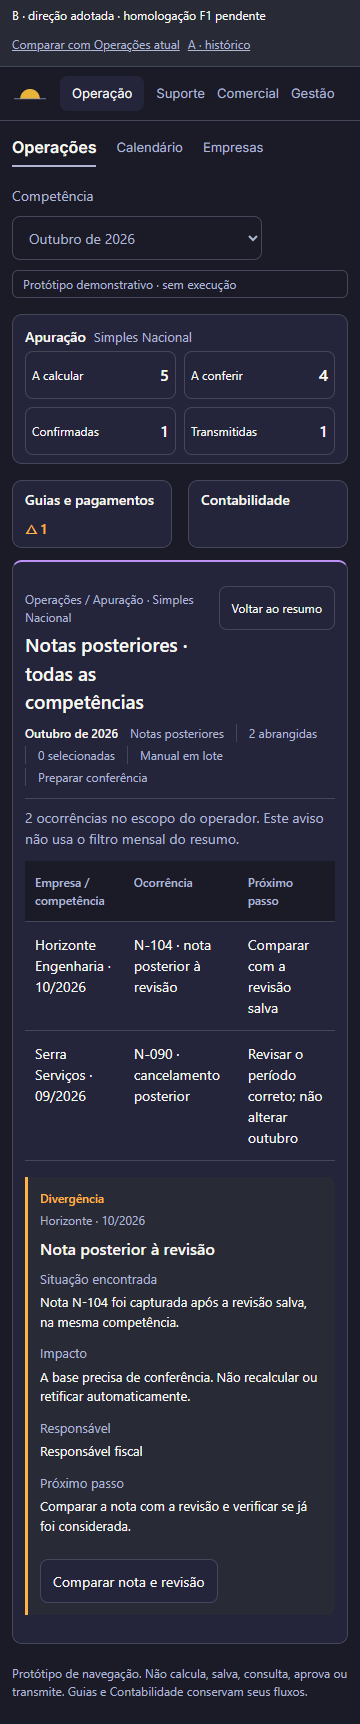 B · direção adotada · homologação F1 pendente
Comparar com Operações atual A · histórico
Operação Suporte Comercial Gestão
Operações Calendário Empresas
Competência
Outubro de 2026
Protótipo demonstrativo · sem execução
Apuração Simples Nacional
A calcular 5
A conferir 4
Confirmadas 1
Transmitidas 1
Guias e pagamentos
△ 1
Contabilidade
Operações / Apuração · Simples
Nacional
Voltar ao resumo
Notas posteriores ·
todas as
competências
Outubro de 2026 Notas posteriores 2 abrangidas
0 selecionadas Manual em lote
Preparar conferência
2 ocorrências no escopo do operador. Este aviso
não usa o filtro mensal do resumo.
Empresa /
competência
Ocorrência
Próximo
passo
Horizonte
Engenharia ·
10/2026
N-104 · nota
posterior à
revisão
Comparar
com a
revisão
salva
Serra
Serviços ·
09/2026
N-090 ·
cancelamento
posterior
Revisar o
período
correto; não
alterar
outubro
Divergência
Horizonte · 10/2026
Nota posterior à revisão
Situação encontrada
Nota N-104 foi capturada após a revisão salva,
na mesma competência.
Impacto
A base precisa de conferência. Não recalcular ou
retificar automaticamente.
Responsável
Responsável fiscal
Próximo passo
Comparar a nota com a revisão e verificar se já
foi considerada.
Comparar nota e revisão
Protótipo de navegação. Não calcula, salva, consulta, aprova ou
transmite. Guias e Contabilidade conservam seus fluxos.